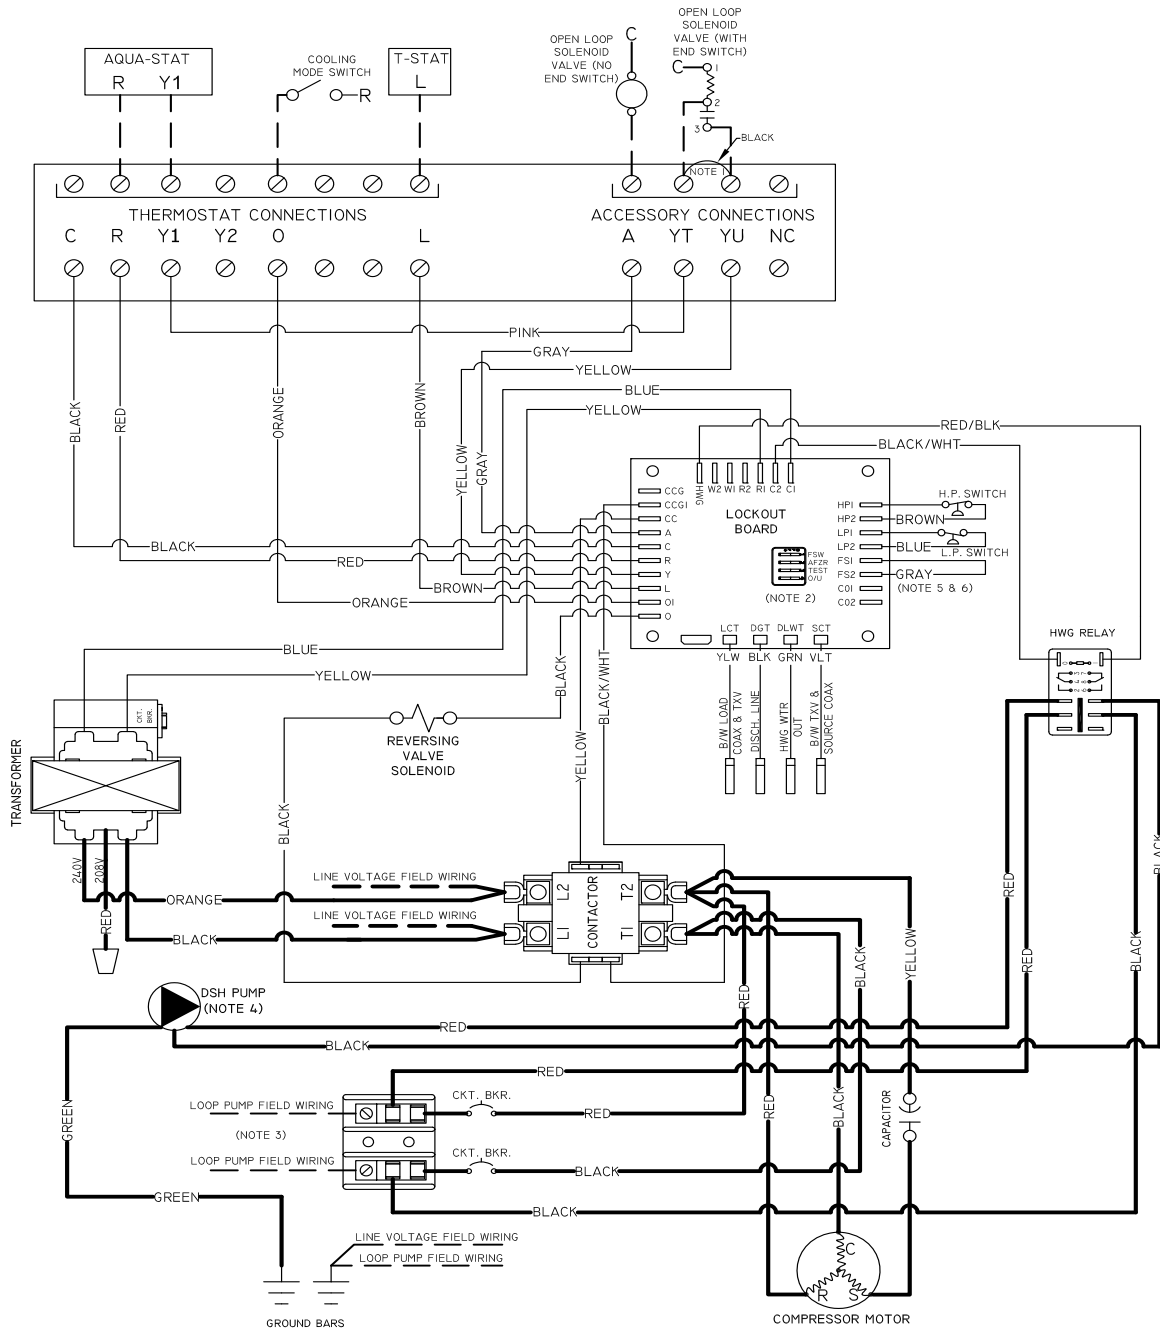 OPEN LOOP
SOLENOID
VALVE (WITH
END SWITCH)
OPEN LOOP
SOLENOID
VALVE (NO
END SWITCH)
C
C
1
2
3
BLACK
NOTE 1
AQUA-STAT
R Y1
COOLING
MODE SWITCH
R
T-STAT
L
THERMOSTAT CONNECTIONS
C R Y1 Y2 O L
ACCESSORY CONNECTIONS
A YT YU NC
PINK
GRAY
YELLOW
BLUE
YELLOW
RED/BLK
BLACK/WHT
BLACK
RED
ORANGE
BROWN
YELLOW
GRAY
HWG W2 W1 R2 R1 C2 C1
LOCKOUT
BOARD
CCG
CCG1
CC
A
C
R
Y
L
O1
O
HP1
HP2
LP1
LP2
FS1
FS2
CO1
CO2
FSW
AFZR
TEST
O/U
(NOTE 2)
H.P. SWITCH
BROWN
BLUE
L.P. SWITCH
GRAY
(NOTE 5 & 6)
BLACK
RED
BROWN
ORANGE
LCT DGT DLWT SCT
YLW BLK GRN VLT
B/W LOAD
COAX & TXV
DISCH. LINE
HWG WTR
OUT
B/W TXV &
SOURCE COAX
HWG RELAY
BLUE
YELLOW
BLACK
BLACK/WHT
YELLOW
REVERSING
VALVE
SOLENOID
BLACK
CKT.
BKR.
TRANSFORMER
240V
208V
RED
ORANGE
BLACK
LINE VOLTAGE FIELD WIRING
LINE VOLTAGE FIELD WIRING
L2
L1
CONTACTOR
T2
T1
RED
BLACK
YELLOW
RED
RED
BLACK
BLACK
DSH PUMP
(NOTE 4)
RED
BLACK
RED
GREEN
GREEN
LOOP PUMP FIELD WIRING
(NOTE 3)
LOOP PUMP FIELD WIRING
CKT. BKR.
RED
CKT. BKR.
BLACK
BLACK
RED
BLACK
CAPACITOR
LINE VOLTAGE FIELD WIRING
LOOP PUMP FIELD WIRING
GROUND BARS
C
R S
COMPRESSOR MOTOR